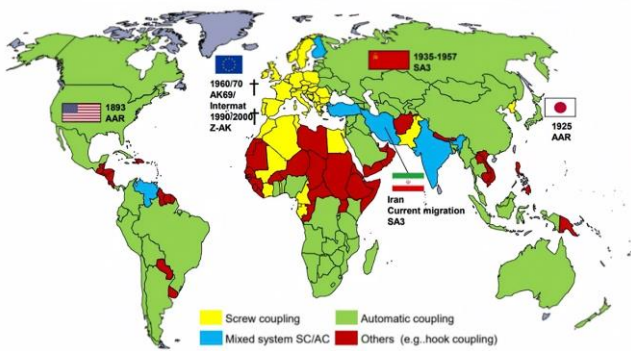 1893
AAR
1960/70
AK69/
Intermat
1990/2000
Z-AK
1935-1957
SA3
1925
AAR
Iran
Current migration
SA3
Screw coupling
Automatic coupling
Mixed system SC/AC
Others (e.g..hook coupling)